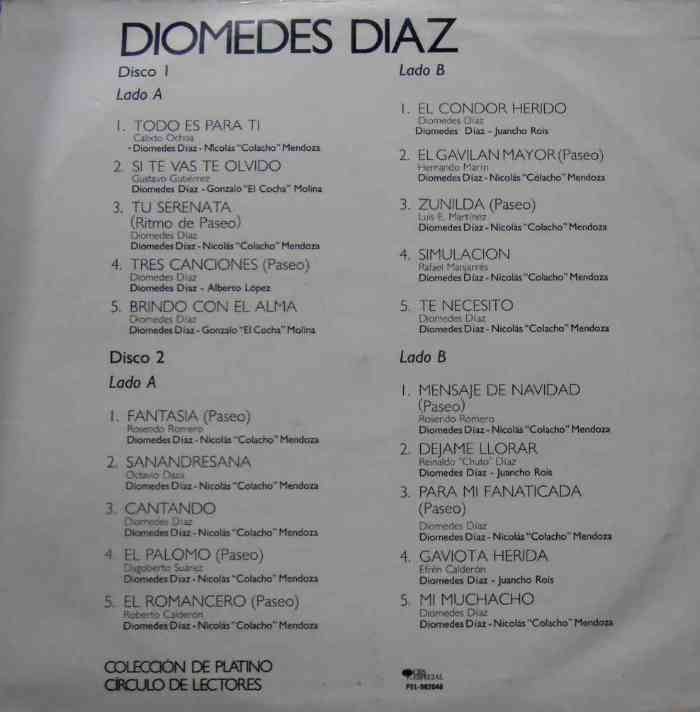 DIOMEDES DIAZ
Disco 1
Lado A
1. TODO ES PARA TI
Calixto Ochoa
Diomedes Díaz - Nicolás "Colacho" Mendoza
2. SI TE VAS TE OLVIDO
Gustavo Gutiérrez
Diomedes Díaz - Gonzalo "El Cocha" Molina
3. TU SERENATA
(Ritmo de Paseo)
Diomedes Díaz
Diomedes Díaz - Nicolás "Colacho" Mendoza
4. TRES CANCIONES (Paseo)
Diomedes Díaz
Diomedes Díaz - Alberto López
5. BRINDO CON EL ALMA
Diomedes Díaz
Diomedes Díaz - Gonzalo "El Cocha" Molina
Lado B
1. EL CONDOR HERIDO
Diomedes Díaz
Diomedes Díaz - Juancho Rois
2. EL GAVILAN MAYOR (Paseo)
Hernando Marín
Diomedes Díaz - Nicolás "Colacho" Mendoza
3. ZUNILDA (Paseo)
Luis E. Martínez
Diomedes Díaz - Nicolás "Colacho" Mendoza
4. SIMULACION
Rafael Manjarrés
Diomedes Díaz - Nicolás "Colacho" Mendoza
5. TE NECESITO
Diomedes Díaz
Diomedes Díaz - Nicolás "Colacho" Mendoza
Disco 2
Lado A
1. FANTASIA (Paseo)
Rosendo Romero
Diomedes Díaz - Nicolás "Colacho" Mendoza
2. SANANDRESANA
Octavio Daza
Diomedes Díaz - Nicolás "Colacho" Mendoza
3. CANTANDO
Diomedes Díaz
Diomedes Díaz - Nicolás "Colacho" Mendoza
4. EL PALOMO (Paseo)
Dagoberto Suárez
Diomedes Díaz - Nicolás "Colacho" Mendoza
5. EL ROMANCERO (Paseo)
Roberto Calderón
Diomedes Díaz - Nicolás "Colacho" Mendoza
Lado B
1. MENSAJE DE NAVIDAD
(Paseo)
Rosendo Romero
Diomedes Díaz - Nicolás "Colacho" Mendoza
2. DEJAME LLORAR
Reinaldo "Chuto" Díaz
Diomedes Díaz - Juancho Rois
3. PARA MI FANATICADA
(Paseo)
Diomedes Díaz
Diomedes Díaz - Nicolás "Colacho" Mendoza
4. GAVIOTA HERIDA
Efrén Calderón
Diomedes Díaz - Juancho Rois
5. MI MUCHACHO
Diomedes Díaz
Diomedes Díaz - Nicolás "Colacho" Mendoza
COLECCIÓN DE PLATINO
CÍRCULO DE LECTORES
CBS
ESPECIAL